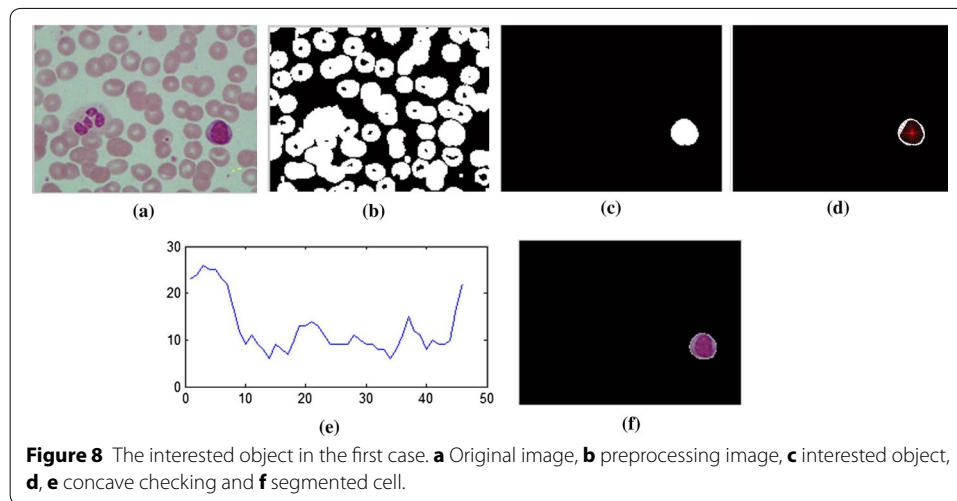 (a)
(b)
(c)
(d)
30
20
10
0
0 10 20 30 40 50
(e)
(f)
Figure 8 The interested object in the first case. a Original image, b preprocessing image, c interested object,
d, e concave checking and f segmented cell.